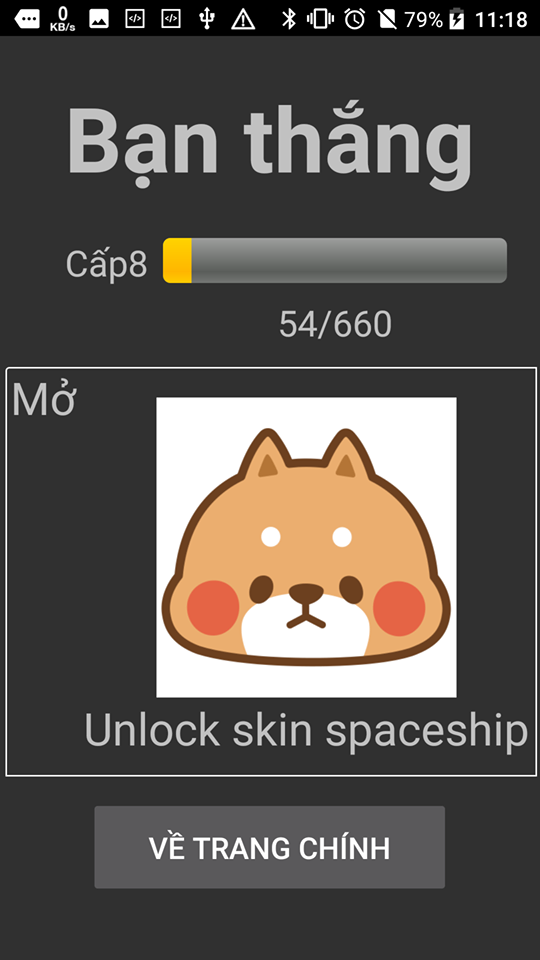 0 KB/s 79% 11:18
Bạn thắng
Cấp8
54/660
Mở
Unlock skin spaceship
VỀ TRANG CHÍNH